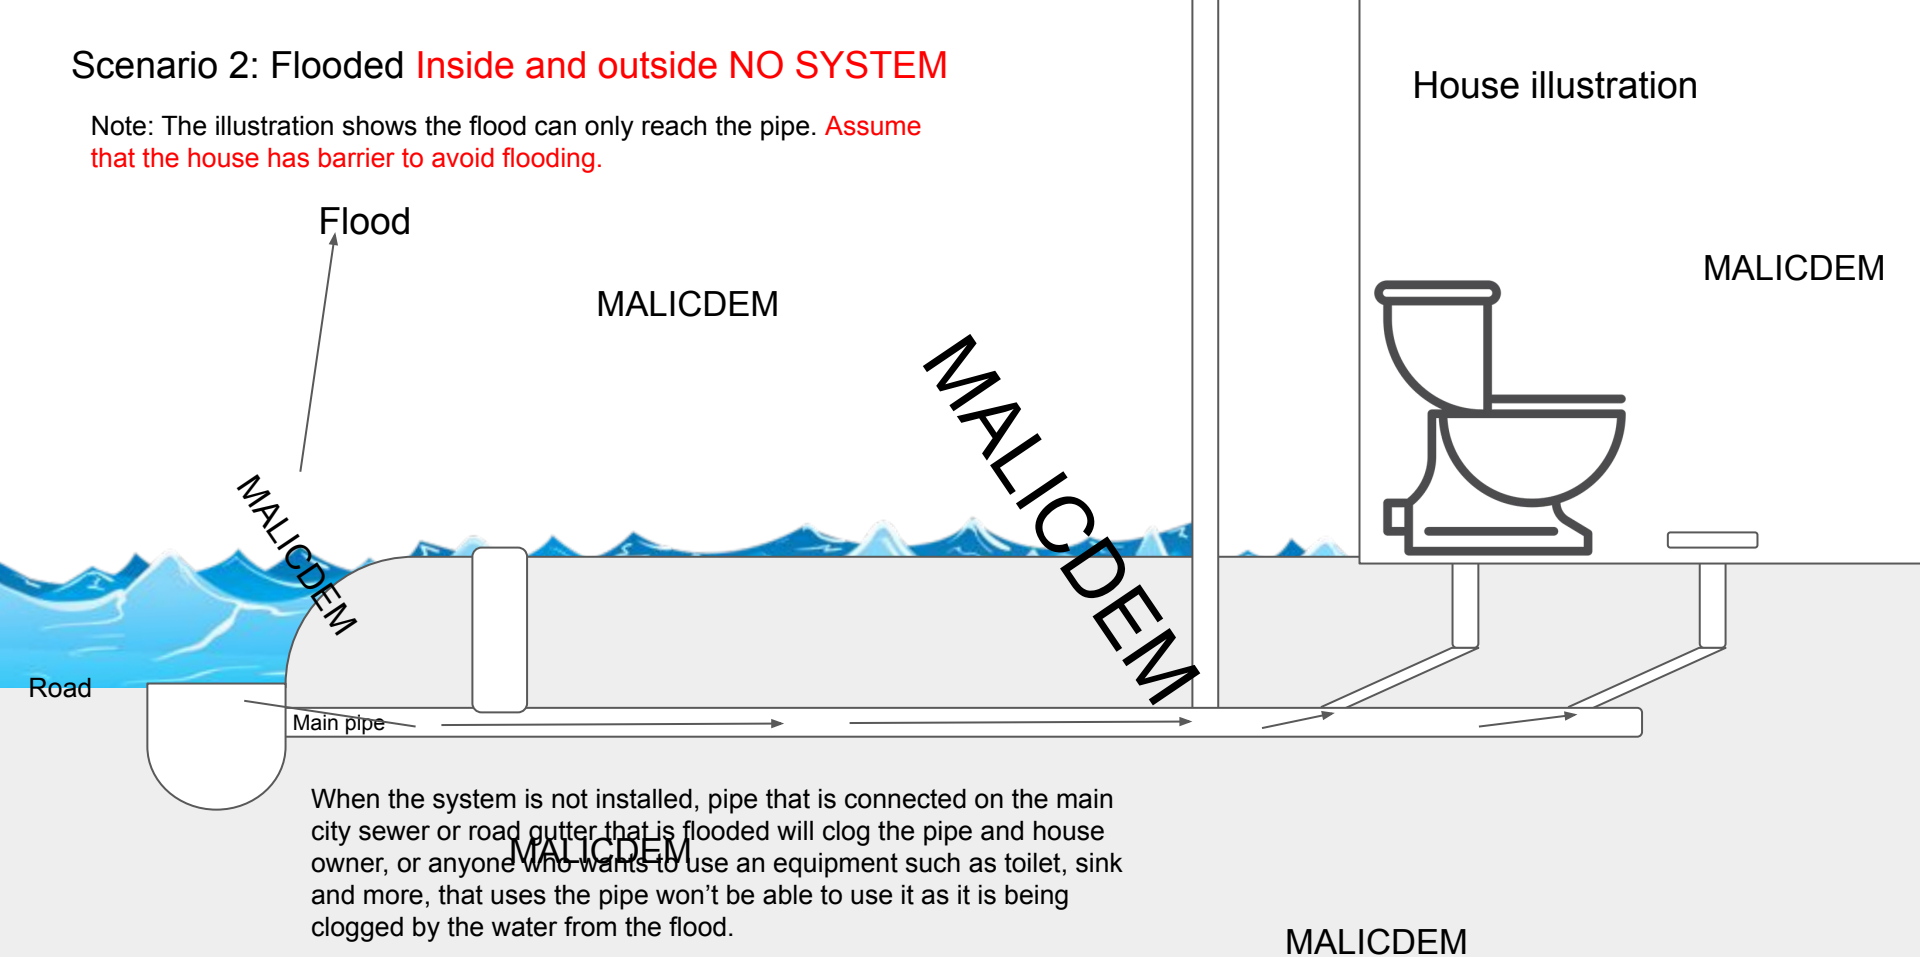 Scenario 2: Flooded Inside and outside NO SYSTEM
House illustration
Note: The illustration shows the flood can only reach the pipe. Assume
that the house has barrier to avoid flooding.
Flood
MALICDEM
MALICDEM
MALICDEM
MALICDEM
Road
Main pipe
When the system is not installed, pipe that is connected on the main
city sewer or road gutter that is flooded will clog the pipe and house
MALICDEM
owner, or anyone who wants to use an equipment such as toilet, sink
and more, that uses the pipe won’t be able to use it as it is being
clogged by the water from the flood.
MALICDEM